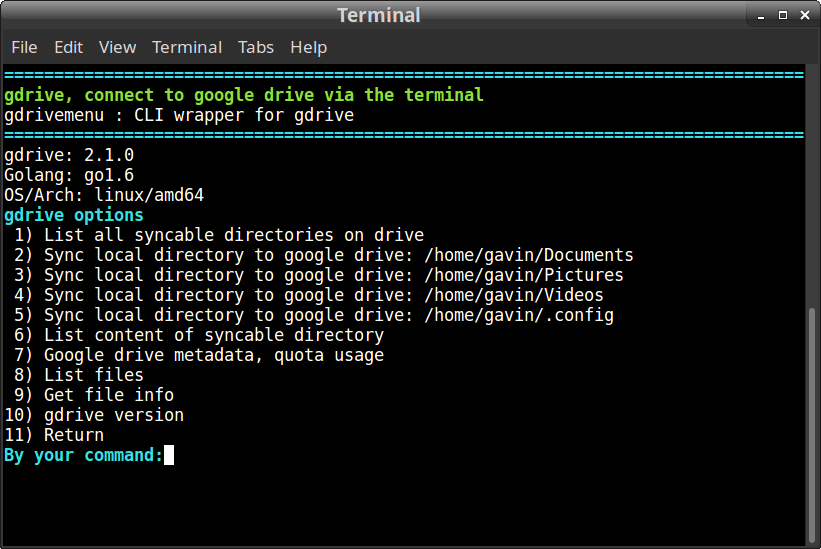 Terminal
File Edit View Terminal Tabs Help
================================================================================
gdrive, connect to google drive via the terminal
gdrivemenu : CLI wrapper for gdrive
================================================================================
gdrive: 2.1.0
Golang: go1.6
OS/Arch: linux/amd64
gdrive options
1) List all syncable directories on drive
2) Sync local directory to google drive: /home/gavin/Documents
3) Sync local directory to google drive: /home/gavin/Pictures
4) Sync local directory to google drive: /home/gavin/Videos
5) Sync local directory to google drive: /home/gavin/.config
6) List content of syncable directory
7) Google drive metadata, quota usage
8) List files
9) Get file info
10) gdrive version
11) Return
By your command: